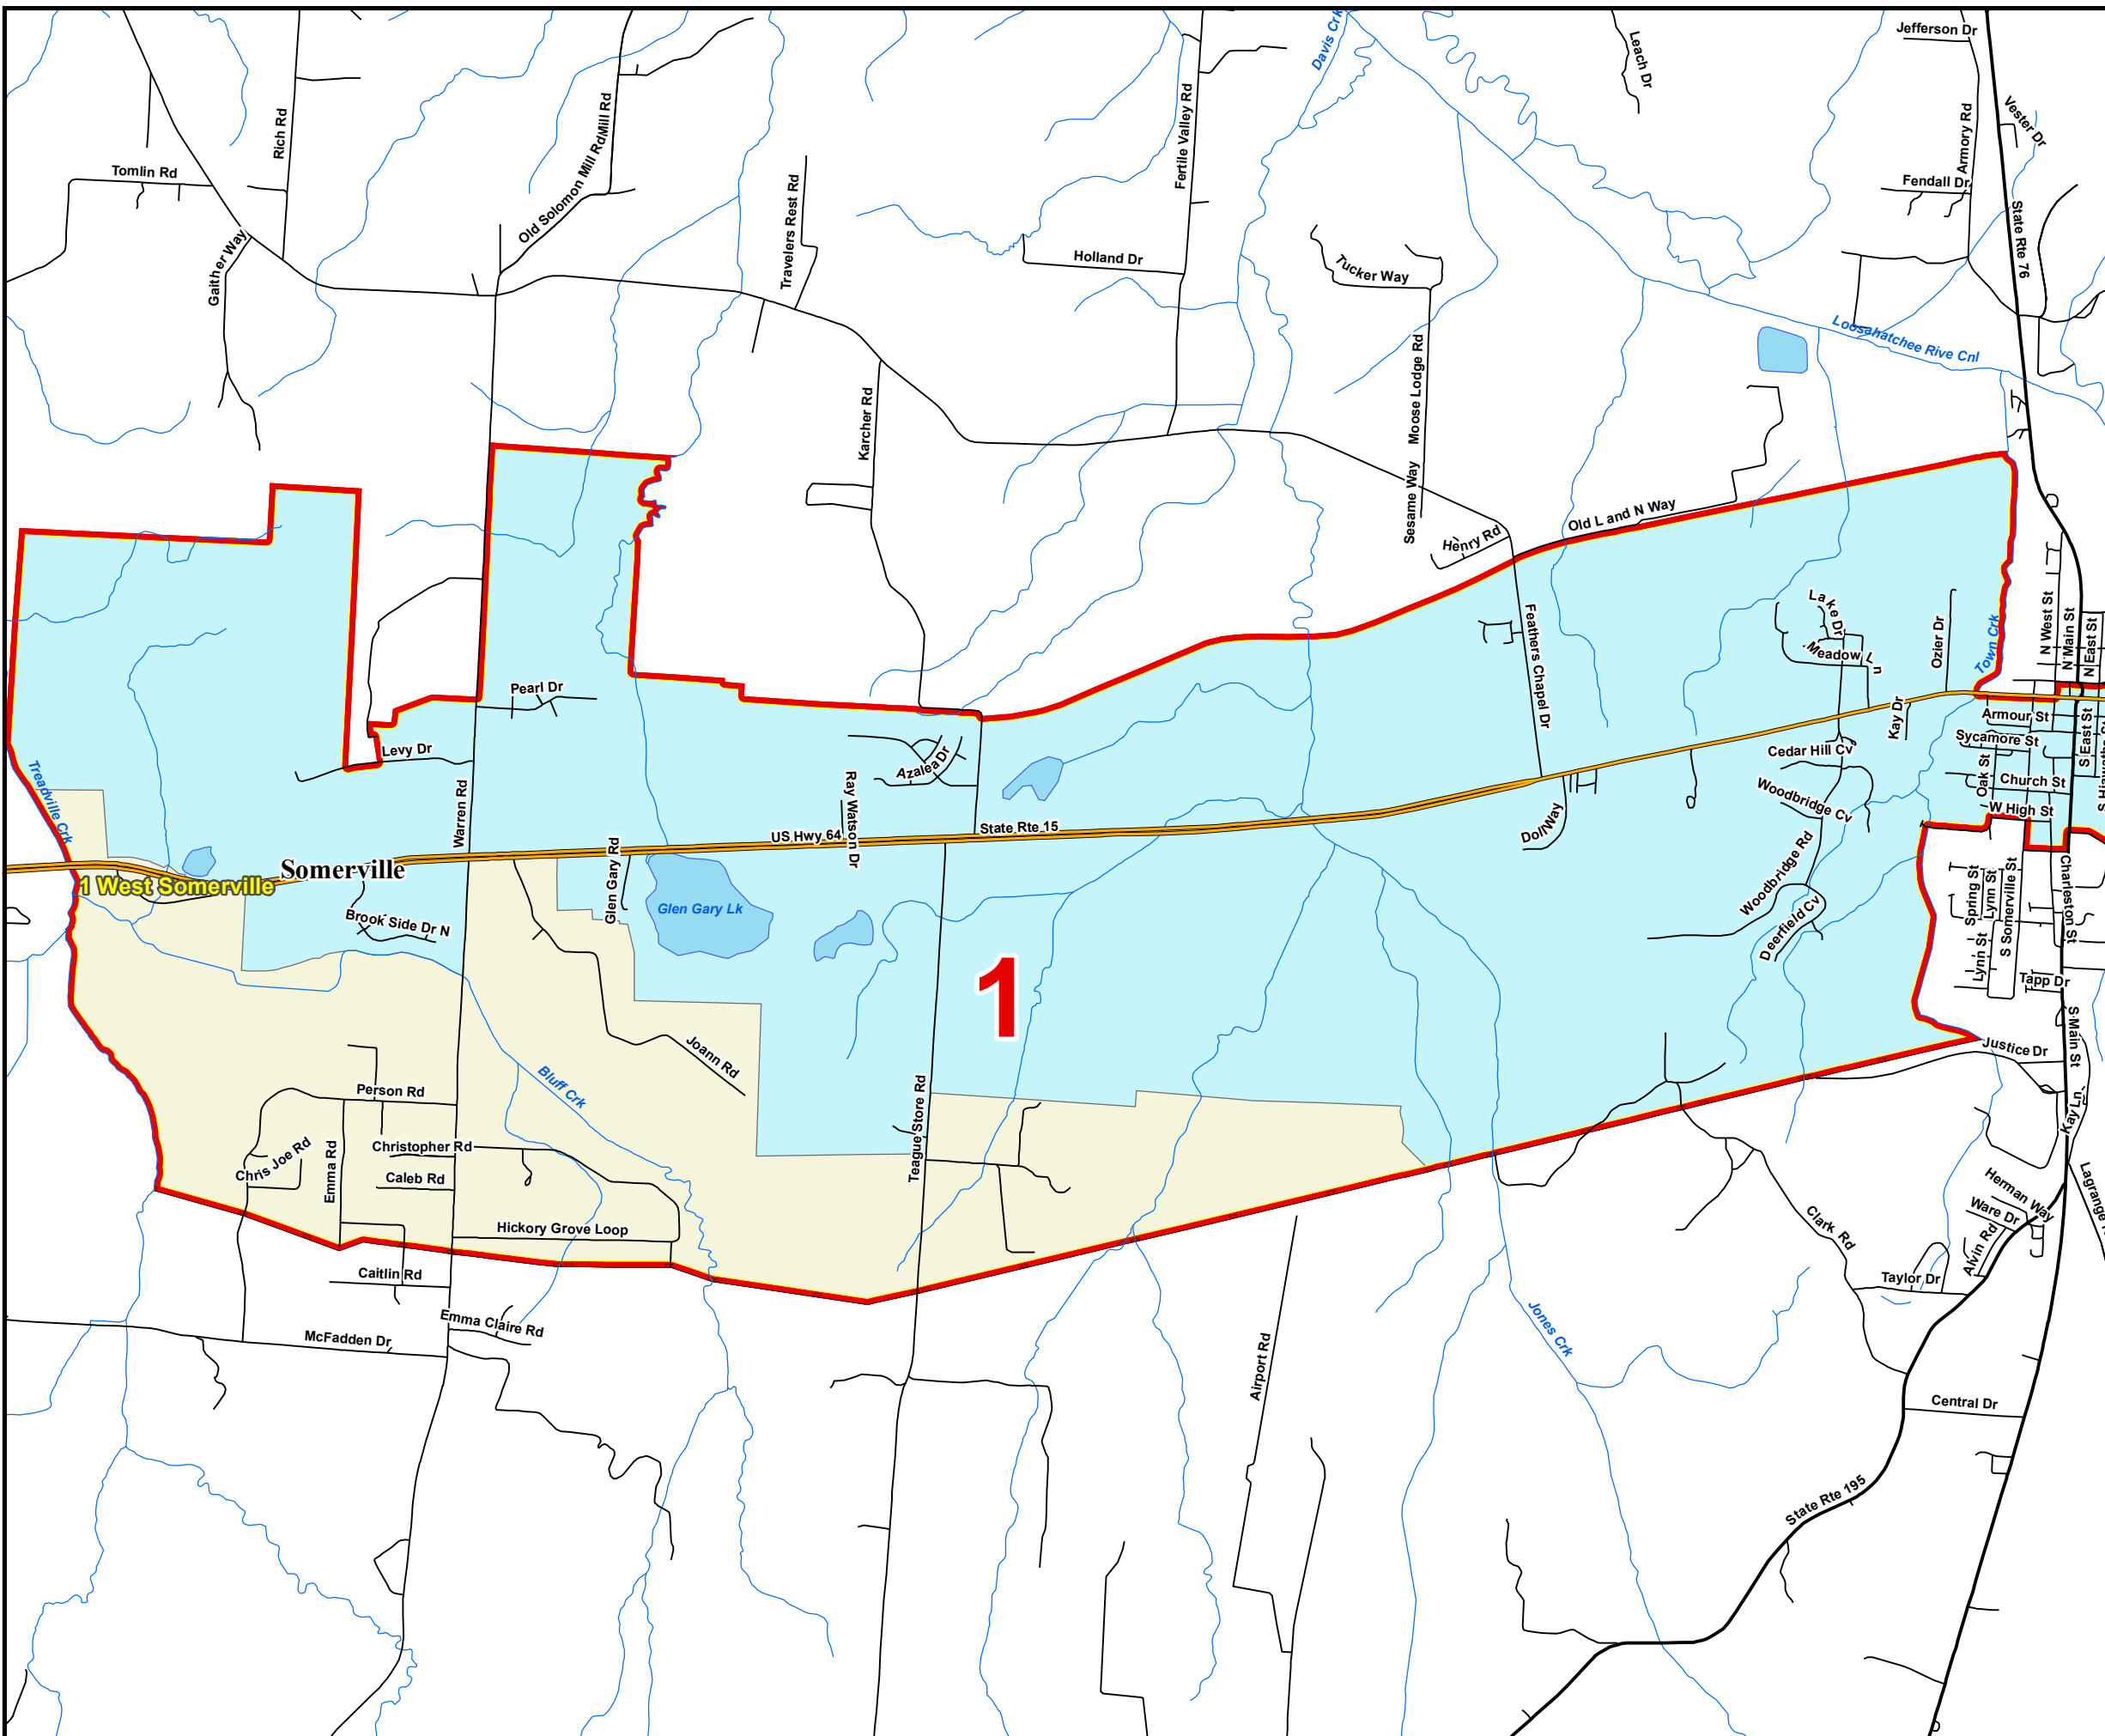 Jefferson Dr
Davis Crk
Leach Dr
Rich Rd
Mill Rd
Old Solomon Mill Rd
Fertile Valley Rd
Armory Rd
Vester Dr
Tomlin Rd
Fendall Dr
Travelers Rest Rd
State Rte 76
Gaither Way
Holland Dr
Tucker Way
Loosahatchee Rive Cnl
Moose Lodge Rd
Karcher Rd
Sesame Way
Henry Rd
Old L and N Way
Feathers Chapel Dr
Lake Dr
Meadow Ln
Ozier Dr
Town Crk
N West St
N Main St
N East St
Pearl Dr
Kay Dr
Armour St
Levy Dr
Azalea Dr
Cedar Hill Cv
Sycamore St
S East St
Treadville Crk
Warren Rd
Ray Watson Dr
Woodbridge Cv
Oak St
Church St
W High St
US Hwy 64
State Rte 15
Doll Way
Glen Gary Rd
Somerville
1 West Somerville
Woodbridge Rd
Glen Gary Lk
Brook Side Dr N
Deerfield Cv
Spring St
Lynn St
S Somerville St
Charleston St
Lynn St
1
Tapp Dr
S Main St
Justice Dr
Joann Rd
Bluff Crk
Person Rd
Kay Ln
Christopher Rd
Chris Joe Rd
Emma Rd
Caleb Rd
Teague Store Rd
Hickory Grove Loop
Herman Way
Ware Dr
Clark Rd
Alvin Rd
Lagrange
Caitlin Rd
Taylor Dr
Emma Claire Rd
McFadden Dr
Jones Crk
Airport Rd
Central Dr
State Rte 195